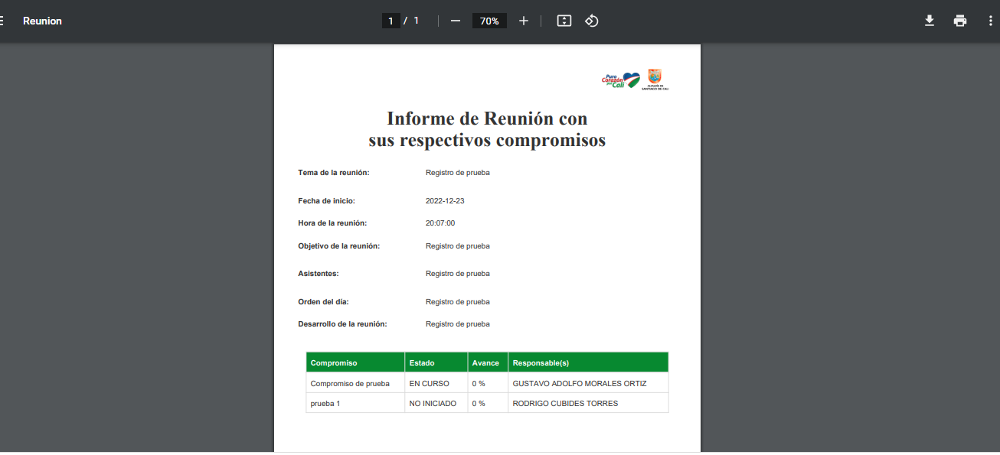 Reunion
1 / 1
70%
Puro
Corazón
por Cali
ALCALDÍA DE
SANTIAGO DE CALI
Informe de Reunión con
sus respectivos compromisos
Tema de la reunión: Registro de prueba
Fecha de inicio: 2022-12-23
Hora de la reunión: 20:07:00
Objetivo de la reunión: Registro de prueba
Asistentes: Registro de prueba
Orden del día: Registro de prueba
Desarrollo de la reunión: Registro de prueba
Compromiso Estado Avance Responsable(s)
Compromiso de prueba EN CURSO 0 % GUSTAVO ADOLFO MORALES ORTIZ
prueba 1 NO INICIADO 0 % RODRIGO CUBIDES TORRES